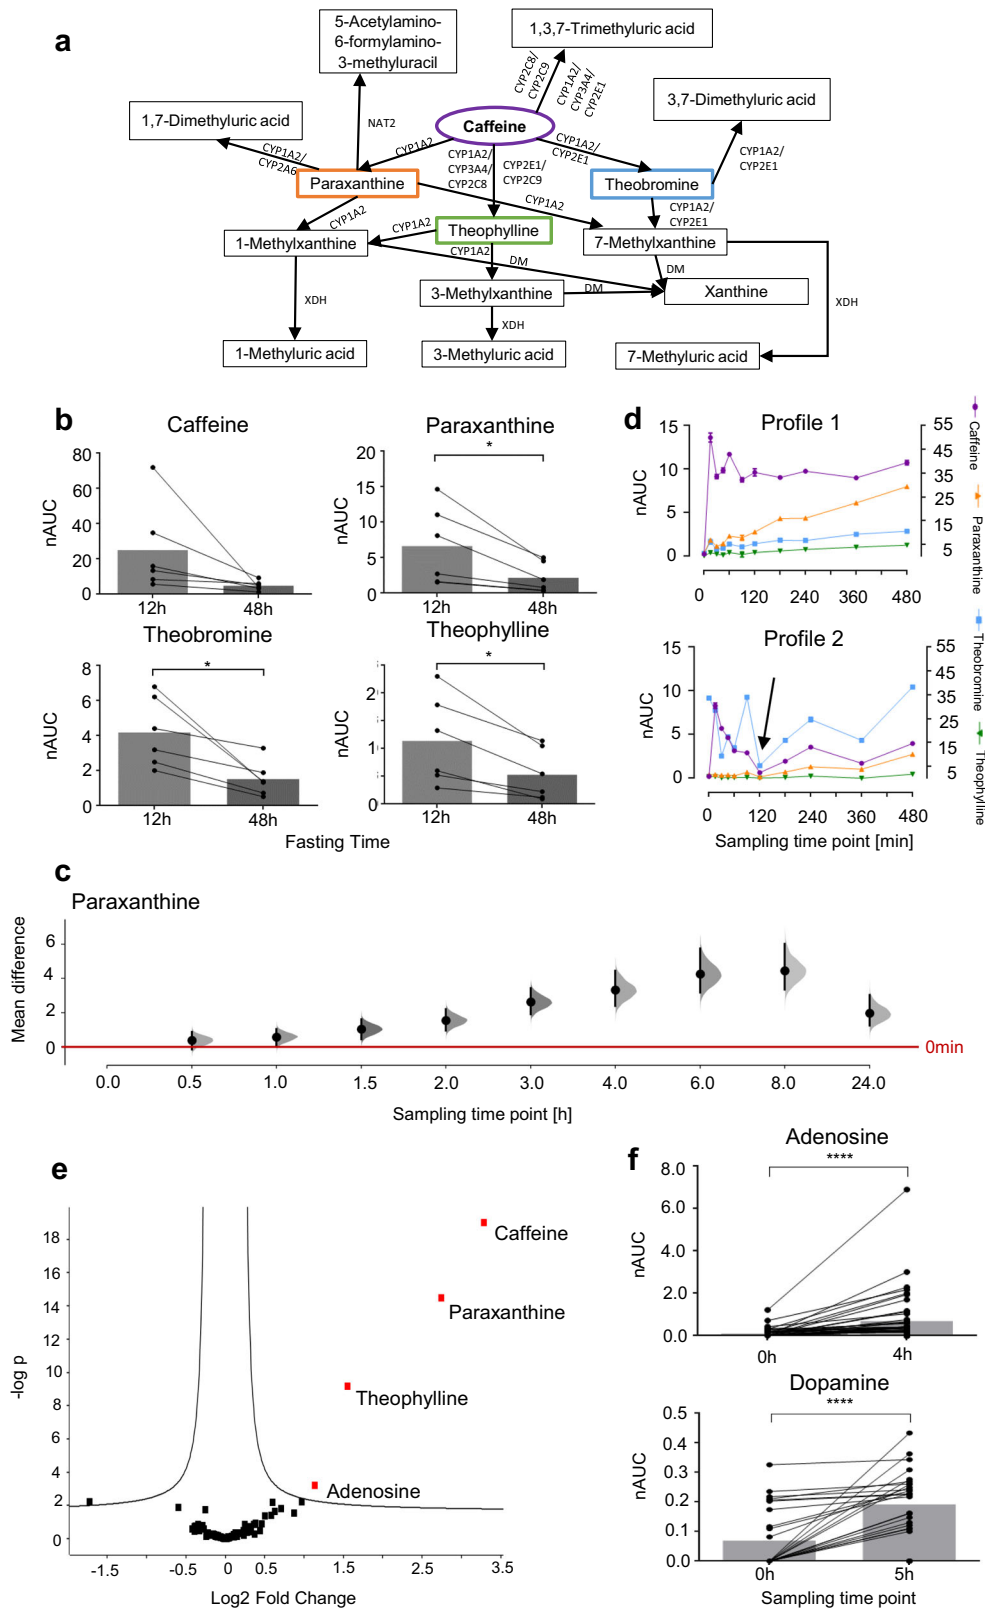 a
5-Acetylamino-
6-formylamino-
3-methyluracil
1,3,7-Trimethyluric acid
CYP2C8/
CYP2C9
CYP1A2/
CYP3A4/
CYP2E1
1,7-Dimethyluric acid
3,7-Dimethyluric acid
NAT2
Caffeine
CYP1A2/
CYP2A6
CYP1A2
CYP1A2/
CYP3A4/
CYP2C8
CYP2E1/
CYP2C9
CYP1A2/
CYP2E1
CYP1A2/
CYP2E1
Paraxanthine
Theobromine
CYP1A2
CYP1A2
CYP1A2
CYP1A2/
CYP2E1
1-Methylxanthine
Theophylline
7-Methylxanthine
CYP1A2
DM
DM
XDH
3-Methylxanthine
DM
Xanthine
XDH
XDH
1-Methyluric acid
3-Methyluric acid
7-Methyluric acid
b
Caffeine
80
60
40
20
0
nAUC
12h
48h
Paraxanthine
*
20
15
10
5
0
nAUC
12h
48h
Theobromine
*
8
6
4
2
0
nAUC
12h
48h
Theophylline
*
2
1
0
nAUC
12h
48h
Fasting Time
d
Profile 1
15
10
5
0
nAUC
55
45
35
25
15
5
0
120
240
360
480
Profile 2
15
10
5
0
nAUC
55
45
35
25
15
5
0
120
240
360
480
Sampling time point [min]
Caffeine
Paraxanthine
Theobromine
Theophylline
c
Paraxanthine
Mean difference
6
4
2
0
0min
0.0
0.5
1.0
1.5
2.0
3.0
4.0
6.0
8.0
24.0
Sampling time point [h]
e
18
16
14
12
10
8
6
4
2
0
-log p
Caffeine
Paraxanthine
Theophylline
Adenosine
-1.5
-0.5
0
0.5
1.5
2.5
3.5
Log2 Fold Change
f
Adenosine
****
8.0
6.0
4.0
2.0
0.0
nAUC
0h
4h
Dopamine
****
0.5
0.4
0.3
0.2
0.1
0.0
nAUC
0h
5h
Sampling time point